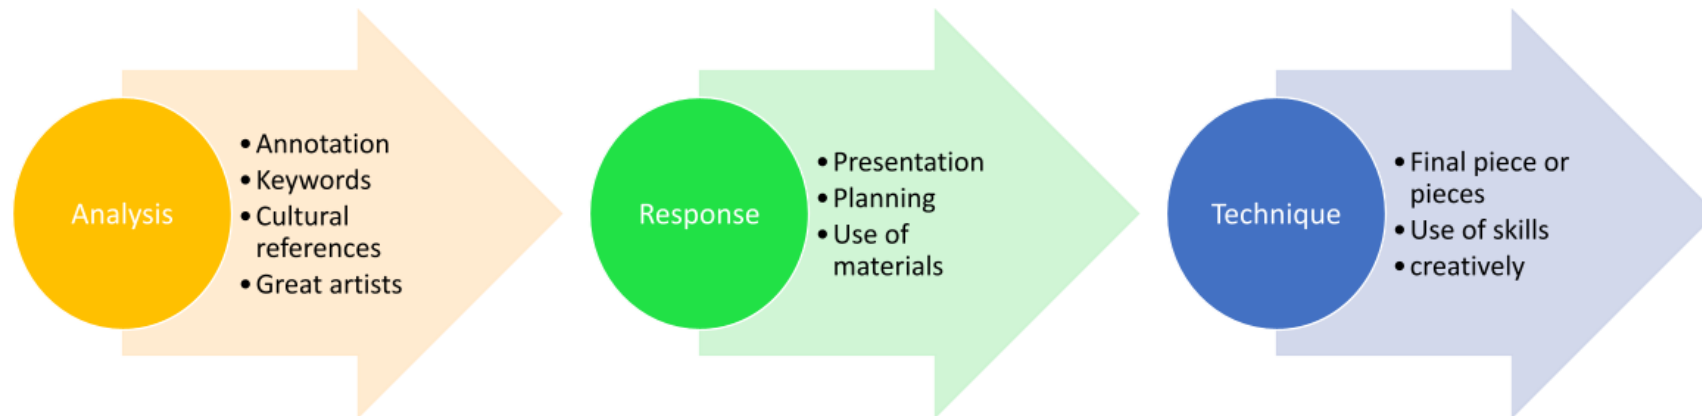 Analysis
• Annotation
• Keywords
• Cultural
references
• Great artists
Response
• Presentation
• Planning
• Use of
materials
Technique
• Final piece or
pieces
• Use of skills
• creatively